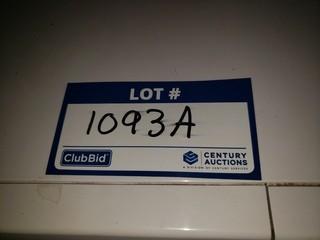 LOT #
1093A
ClubBid
CENTURY
AUCTIONS
A DIVISION OF CENTURY SERVICES